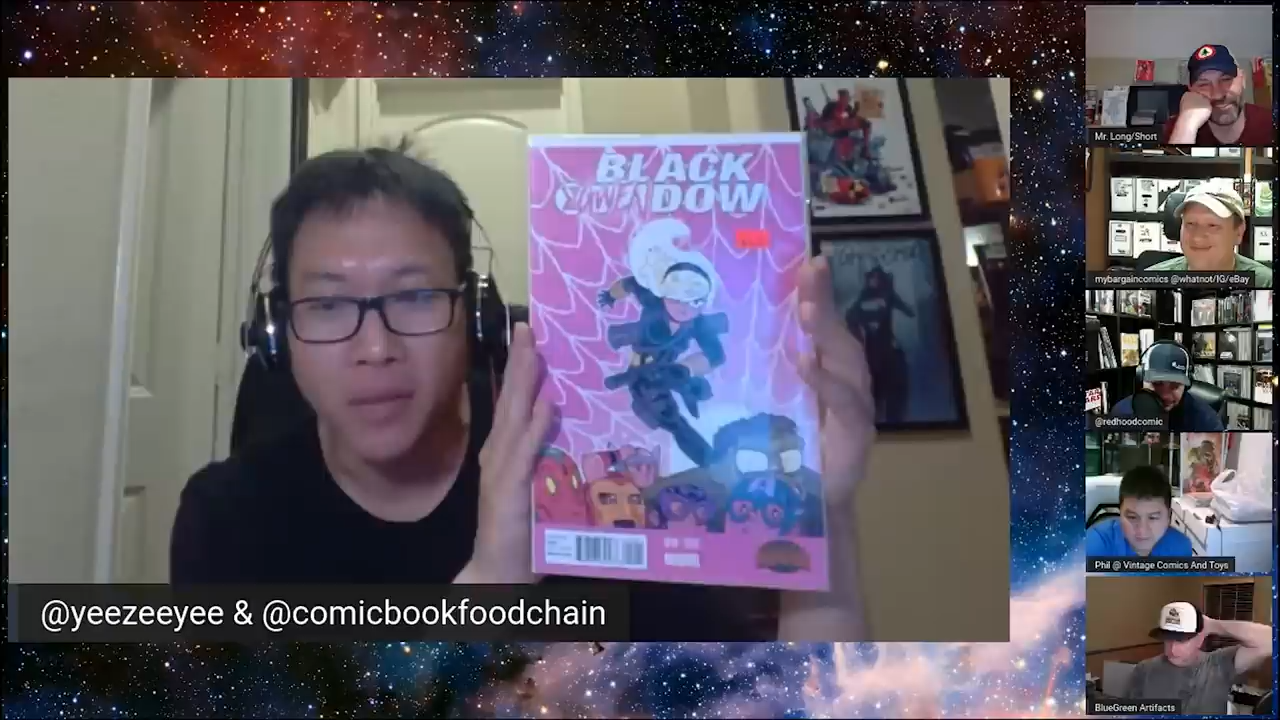 BLACK
WIDOW
@yeezeeyee & @comicbookfoodchain
Mr. Long/Short
mybargaincomics @whatnot/IG/eBay
@redhoodcomic
Phil @ Vintage Comics And Toys
BlueGreen Artifacts